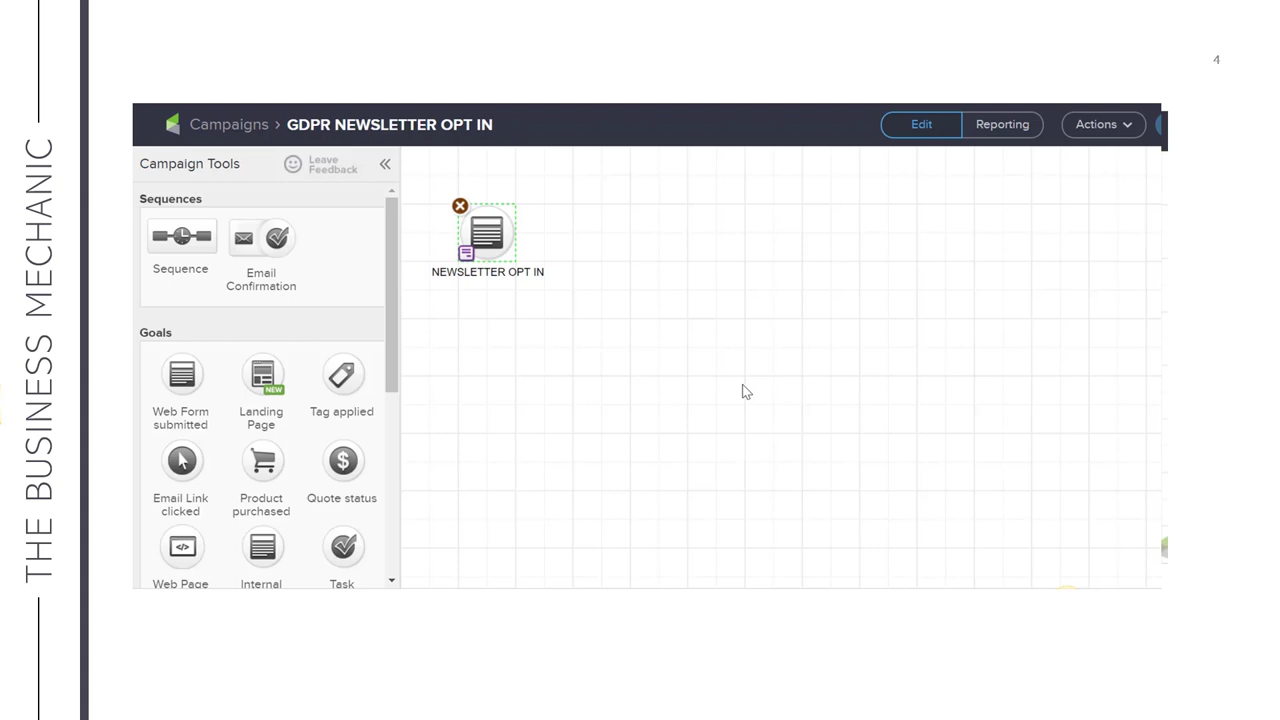 4
THE BUSINESS MECHANIC
Campaigns > GDPR NEWSLETTER OPT IN
Edit
Reporting
Actions
Campaign Tools
Leave
Feedback
Sequences
Sequence
Email
Confirmation
NEWSLETTER OPT IN
Goals
Web Form
submitted
NEW
Landing
Page
Tag applied
Email Link
clicked
Product
purchased
$
Quote status
</>
Web Page
Internal
Task